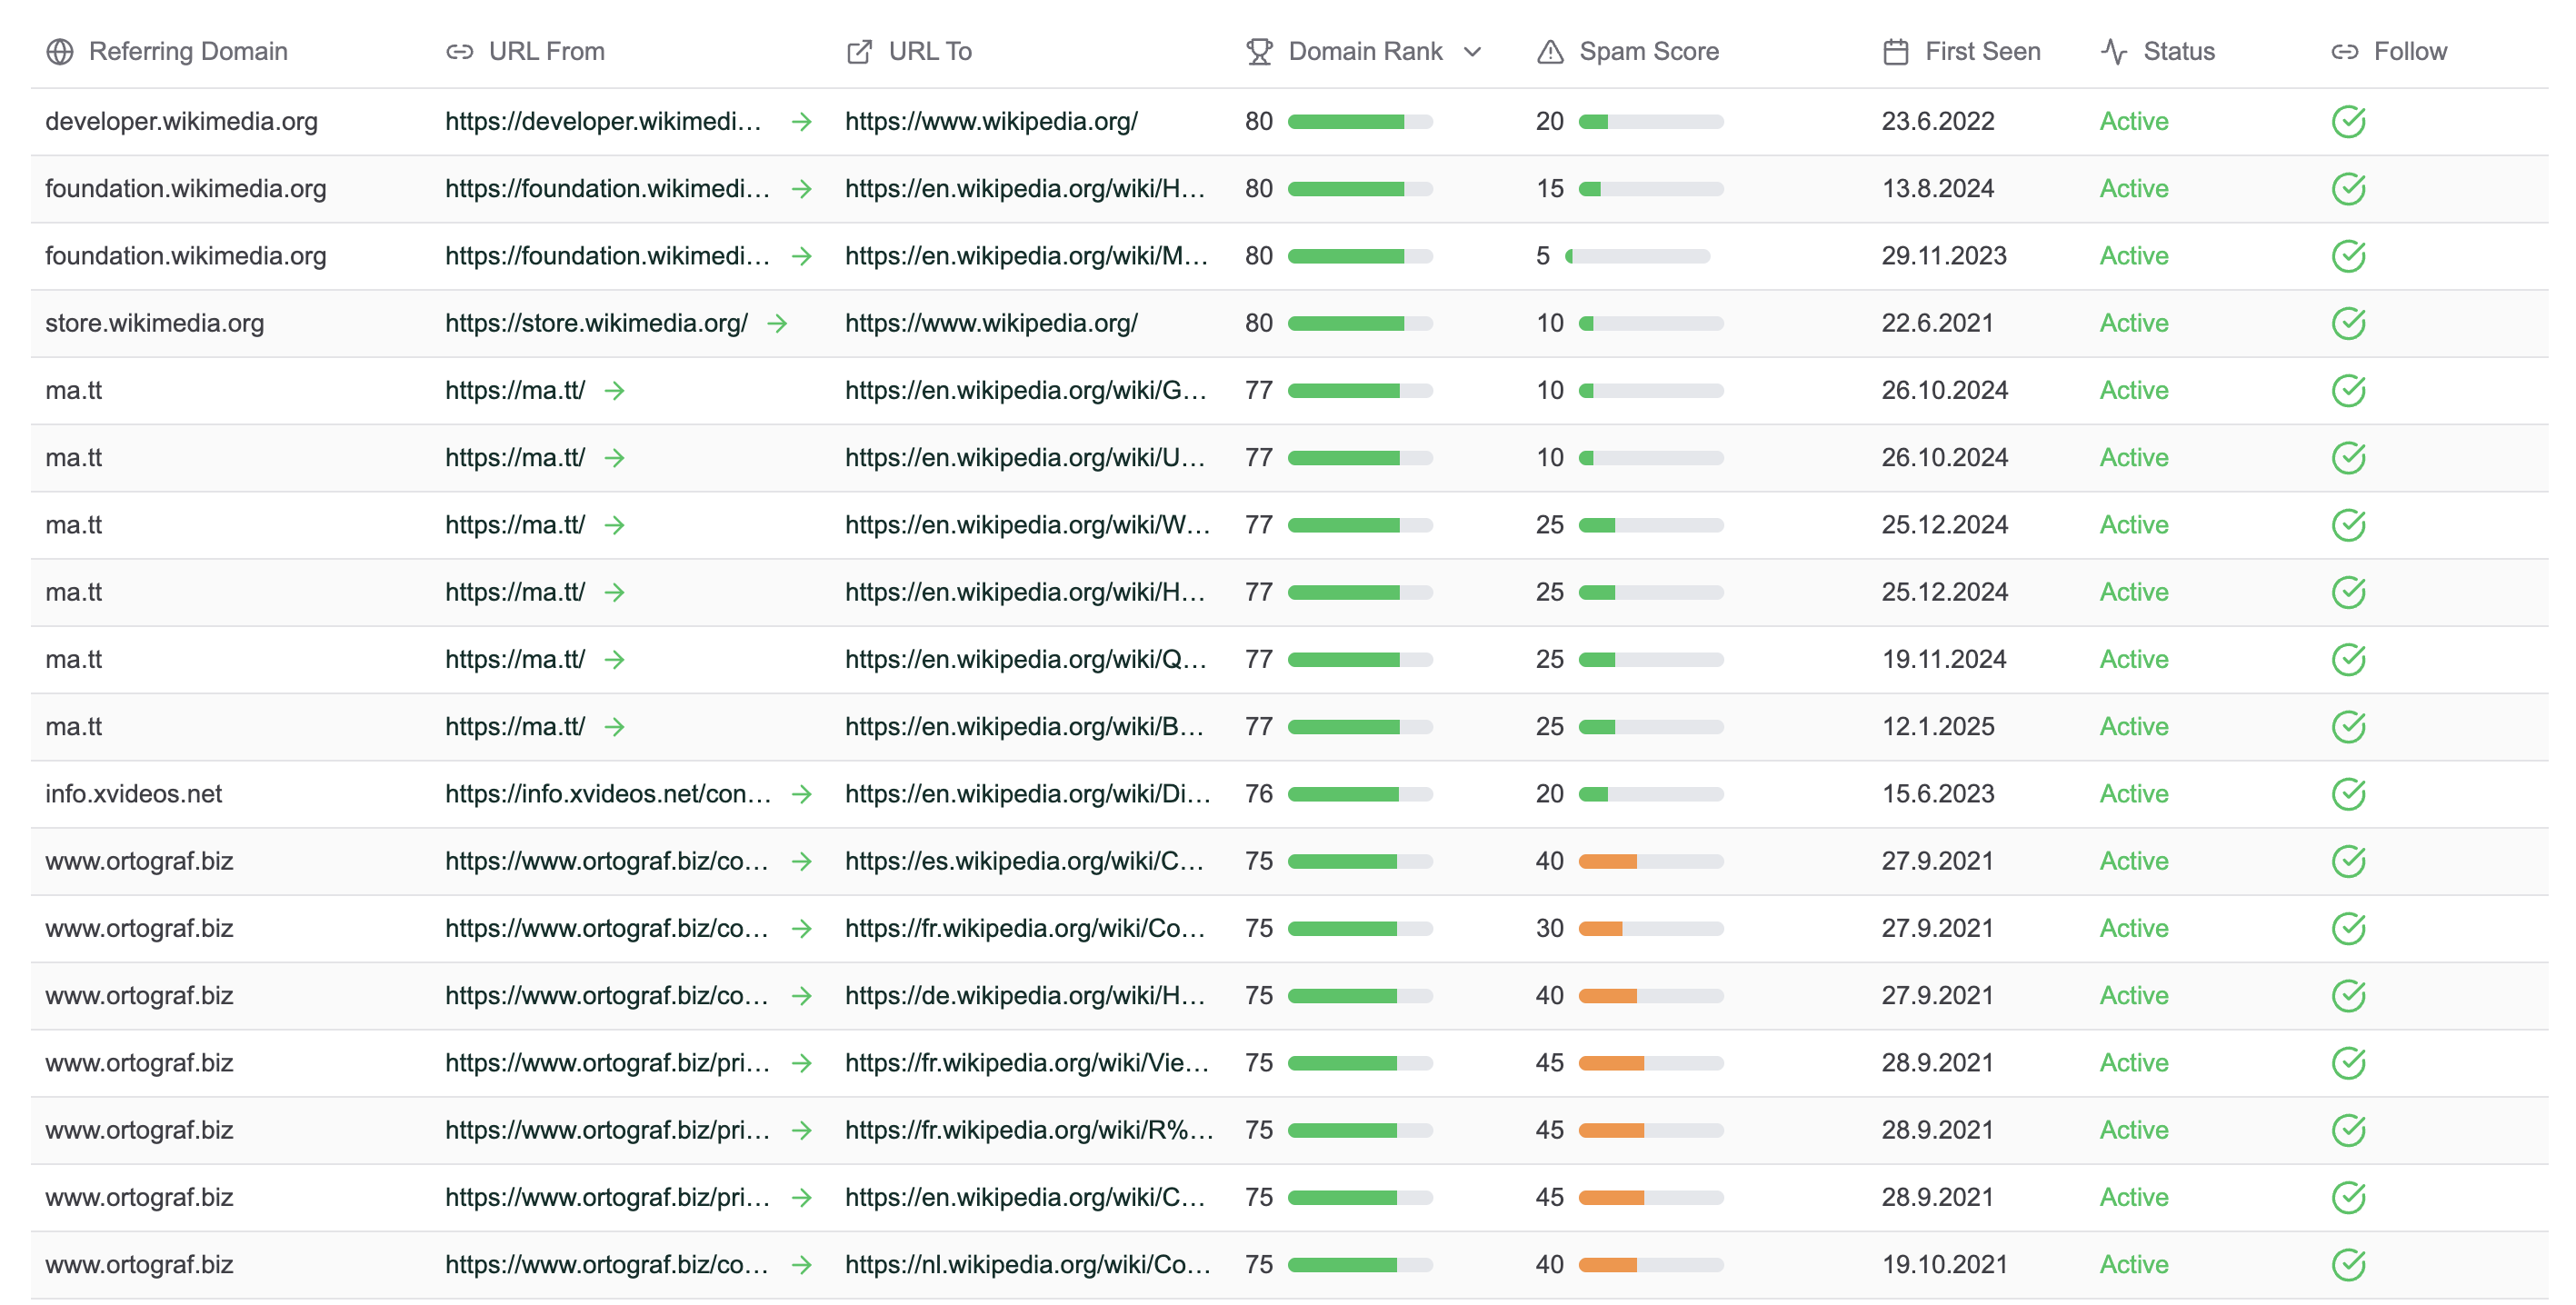 Referring Domain URL From URL To Domain Rank Spam Score First Seen Status Follow
developer.wikimedia.org https://developer.wikimedi... https://www.wikipedia.org/ 80 20 23.6.2022 Active
foundation.wikimedia.org https://foundation.wikimedi... https://en.wikipedia.org/wiki/H... 80 15 13.8.2024 Active
foundation.wikimedia.org https://foundation.wikimedi... https://en.wikipedia.org/wiki/M... 80 5 29.11.2023 Active
store.wikimedia.org https://store.wikimedia.org/ https://www.wikipedia.org/ 80 10 22.6.2021 Active
ma.tt https://ma.tt/ https://en.wikipedia.org/wiki/G... 77 10 26.10.2024 Active
ma.tt https://ma.tt/ https://en.wikipedia.org/wiki/U... 77 10 26.10.2024 Active
ma.tt https://ma.tt/ https://en.wikipedia.org/wiki/W... 77 25 25.12.2024 Active
ma.tt https://ma.tt/ https://en.wikipedia.org/wiki/H... 77 25 25.12.2024 Active
ma.tt https://ma.tt/ https://en.wikipedia.org/wiki/Q... 77 25 19.11.2024 Active
ma.tt https://ma.tt/ https://en.wikipedia.org/wiki/B... 77 25 12.1.2025 Active
info.xvideos.net https://info.xvideos.net/con... https://en.wikipedia.org/wiki/Di... 76 20 15.6.2023 Active
www.ortograf.biz https://www.ortograf.biz/co... https://es.wikipedia.org/wiki/C... 75 40 27.9.2021 Active
www.ortograf.biz https://www.ortograf.biz/co... https://fr.wikipedia.org/wiki/Co... 75 30 27.9.2021 Active
www.ortograf.biz https://www.ortograf.biz/co... https://de.wikipedia.org/wiki/H... 75 40 27.9.2021 Active
www.ortograf.biz https://www.ortograf.biz/pri... https://fr.wikipedia.org/wiki/Vie... 75 45 28.9.2021 Active
www.ortograf.biz https://www.ortograf.biz/pri... https://fr.wikipedia.org/wiki/R%... 75 45 28.9.2021 Active
www.ortograf.biz https://www.ortograf.biz/pri... https://en.wikipedia.org/wiki/C... 75 45 28.9.2021 Active
www.ortograf.biz https://www.ortograf.biz/co... https://nl.wikipedia.org/wiki/Co... 75 40 19.10.2021 Active